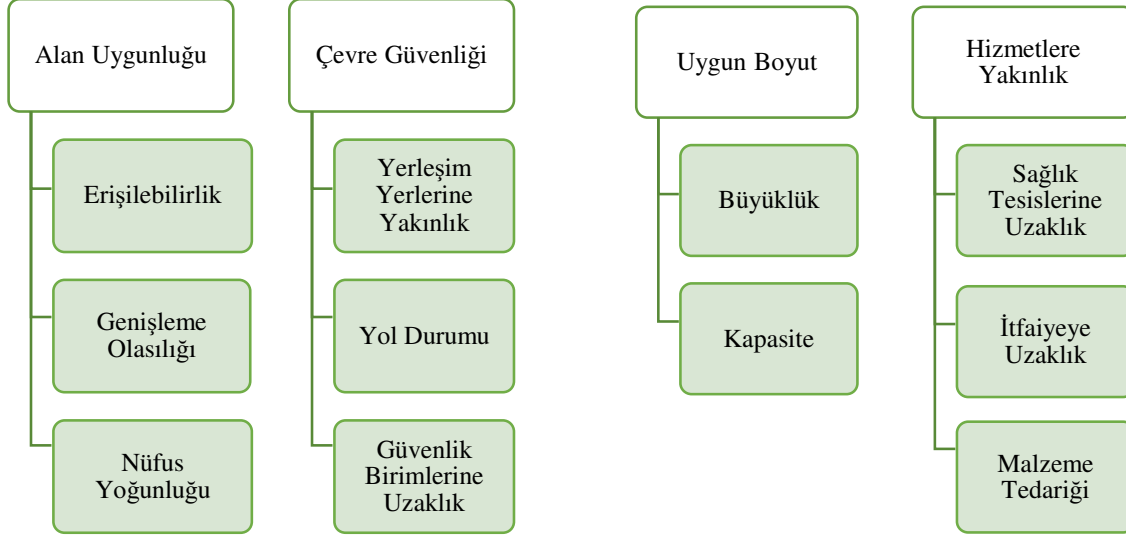 Alan Uygunluğu
Erişilebilirlik
Genişleme
Olasılığı
Nüfus
Yoğunluğu
Çevre Güvenliği
Yerleşim
Yerlerine
Yakınlık
Yol Durumu
Güvenlik
Birimlerine
Uzaklık
Uygun Boyut
Büyüklük
Kapasite
Hizmetlere
Yakınlık
Sağlık
Tesislerine
Uzaklık
İtfaiyeye
Uzaklık
Malzeme
Tedariği